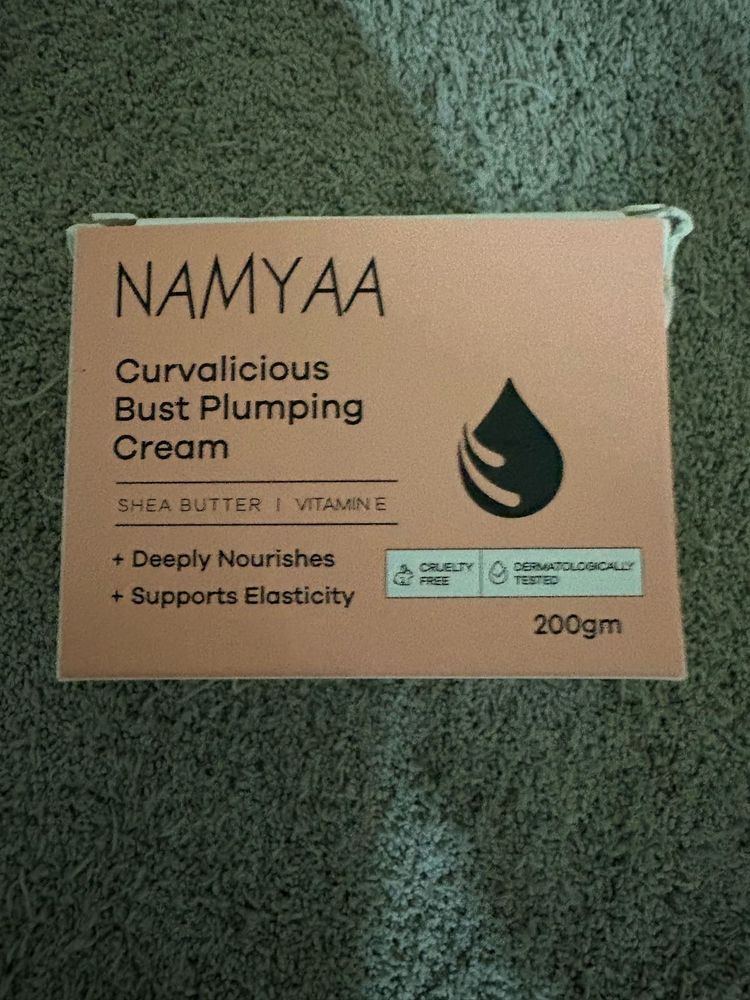 NAMYAA
Curvalicious
Bust Plumping
Cream
SHEA BUTTER | VITAMIN E
+ Deeply Nourishes
+ Supports Elasticity
CRUELTY
FREE
DERMATOLOGICALLY
TESTED
200gm